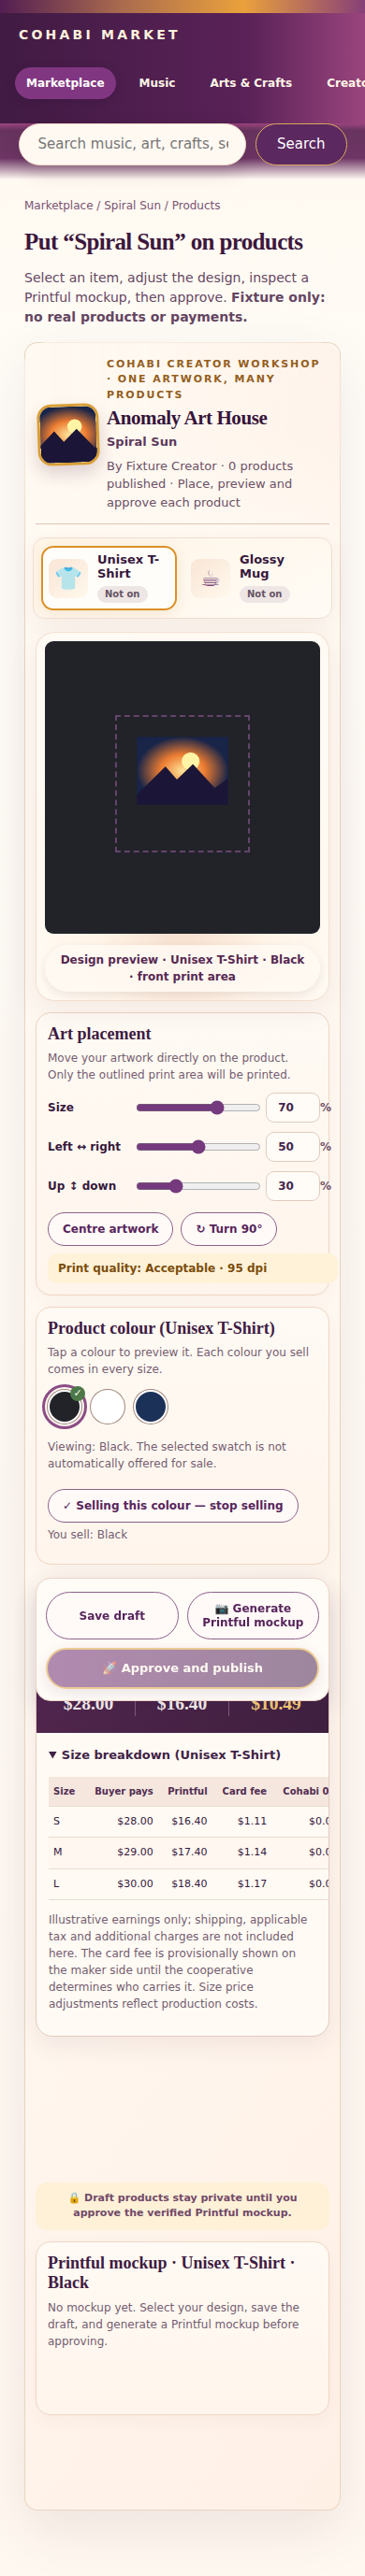 COHABI MARKET
Marketplace Music Arts & Crafts
Search music, art, crafts, Search
Marketplace / Spiral Sun / Products
Put “Spiral Sun” on products
Select an item, adjust the design, inspect a
Printful mockup, then approve. Fixture only:
no real products or payments.
COHABI CREATOR WORKSHOP
· ONE ARTWORK, MANY
PRODUCTS
Anomaly Art House
Spiral Sun
By Fixture Creator · 0 products
published · Place, preview and
approve each product
Unisex T-
Shirt
Not on
Glossy
Mug
Not on
Design preview · Unisex T-Shirt · Black
· front print area
Art placement
Move your artwork directly on the product.
Only the outlined print area will be printed.
Size 70 %
Left ↔ right 50 %
Up ↕ down 30 %
Centre artwork ↻ Turn 90°
Print quality: Acceptable · 95 dpi
Product colour (Unisex T-Shirt)
Tap a colour to preview it. Each colour you sell
comes in every size.
✓
Viewing: Black. The selected swatch is not
automatically offered for sale.
✓ Selling this colour — stop selling
You sell: Black
Save draft
📷 Generate
Printful mockup
🚀 Approve and publish
$28.00 $16.40 $10.49
▼ Size breakdown (Unisex T-Shirt)
Size Buyer pays Printful Card fee Cohabi
S $28.00 $16.40 $1.11
M $29.00 $17.40 $1.14
L $30.00 $18.40 $1.17
Illustrative earnings only; shipping, applicable
tax and additional charges are not included
here. The card fee is provisionally shown on
the maker side until the cooperative
determines who carries it. Size price
adjustments reflect production costs.
🔒 Draft products stay private until you
approve the verified Printful mockup.
Printful mockup · Unisex T-Shirt ·
Black
No mockup yet. Select your design, save the
draft, and generate a Printful mockup before
approving.